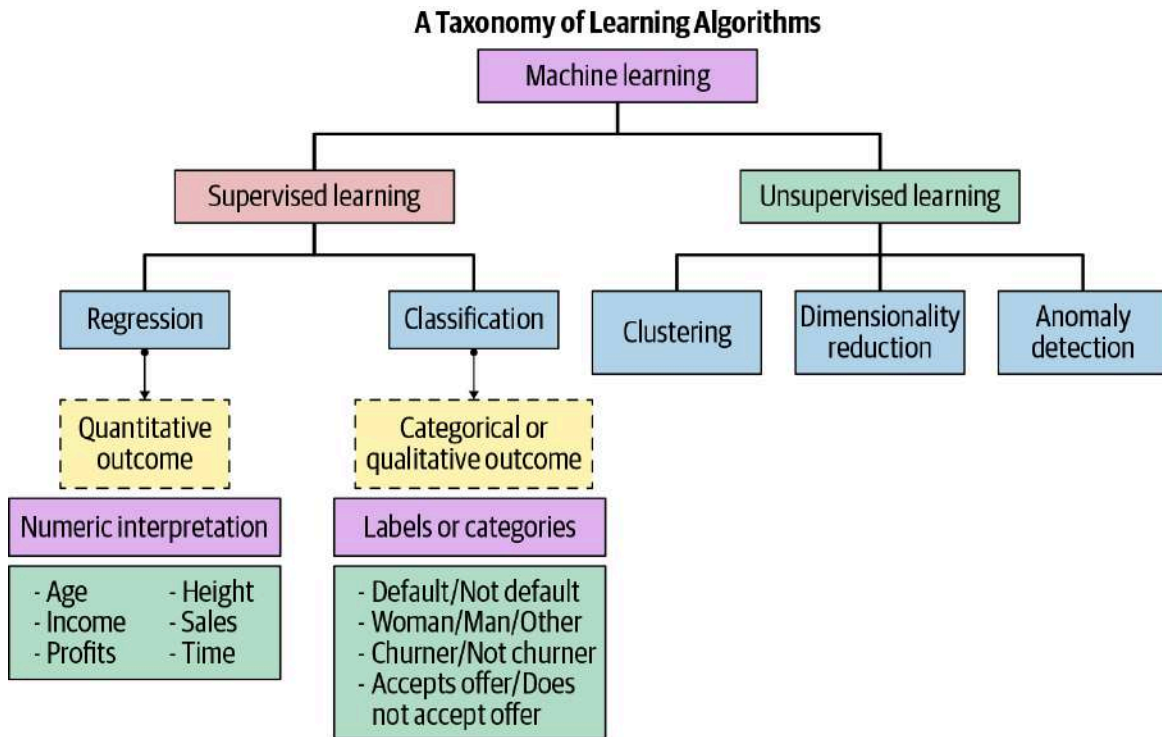 A Taxonomy of Learning Algorithms
Machine learning
Supervised learning
Unsupervised learning
Regression
Classification
Clustering
Dimensionality
reduction
Anomaly
detection
Quantitative
outcome
Categorical or
qualitative outcome
Numeric interpretation
Labels or categories
- Age
- Income
- Profits
- Height
- Sales
- Time
- Default/Not default
- Woman/Man/Other
- Churner/Not churner
- Accepts offer/Does
not accept offer